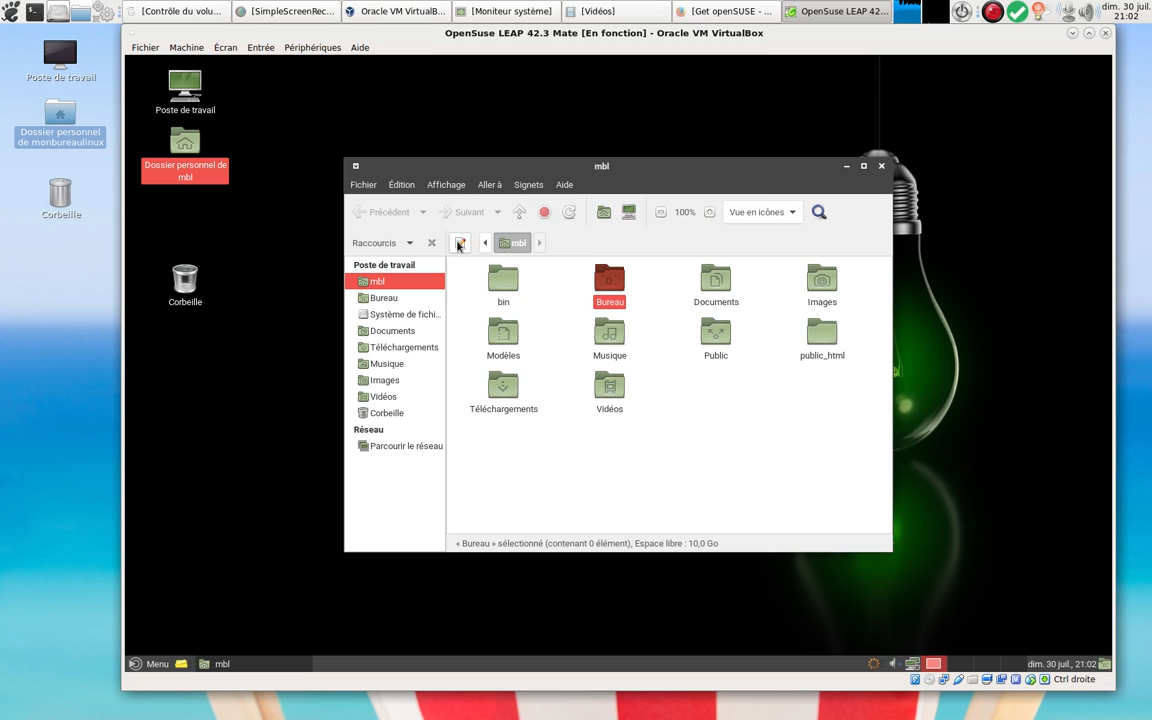 [Contrôle du volu...
[SimpleScreenRec...
Oracle VM VirtualB...
[Moniteur système]
[Vidéos]
[Get openSUSE - ...
OpenSuse LEAP 42...
dim. 30 juil.
21:02
OpenSuse LEAP 42.3 Mate [En fonction] - Oracle VM VirtualBox
Fichier Machine Écran Entrée Périphériques Aide
Poste de travail
Dossier personnel
de monbureaulinux
Corbeille
Poste de travail
Dossier personnel de
mbl
Corbeille
mbl
Fichier Édition Affichage Aller à Signets Aide
Précédent Suivant 100% Vue en icônes
Raccourcis mbl
Poste de travail
mbl
Bureau
Système de fichi...
Documents
Téléchargements
Musique
Images
Vidéos
Corbeille
Réseau
Parcourir le réseau
bin Bureau Documents Images
Modèles Musique Public public_html
Téléchargements Vidéos
« Bureau » sélectionné (contenant 0 élément), Espace libre : 10,0 Go
Menu mbl dim. 30 juil., 21:02
Ctrl droite